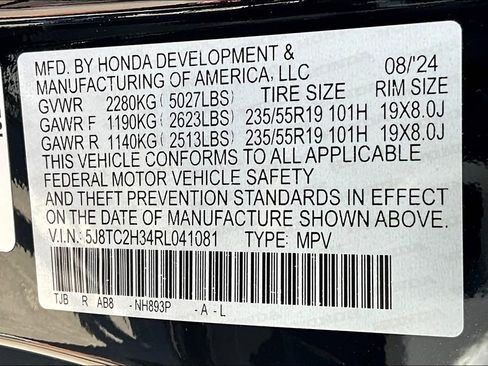 MFD. BY HONDA DEVELOPMENT & 08/'24
MANUFACTURING OF AMERICA, LLC
GVWR 2280KG(5027LBS) TIRE SIZE RIM SIZE
GAWR F 1190KG(2623LBS) 235/55R19 101H 19X8.0J
GAWR R 1140KG(2513LBS) 235/55R19 101H 19X8.0J
THIS VEHICLE CONFORMS TO ALL APPLICABLE
FEDERAL MOTOR VEHICLE SAFETY
AND THEFT PREVENTION STANDARDS IN EFFECT
ON THE DATE OF MANUFACTURE SHOWN ABOVE.
V.I.N.: 5J8TC2H34RL041081 TYPE: MPV
TJB R AB8 -NH893P -A-L